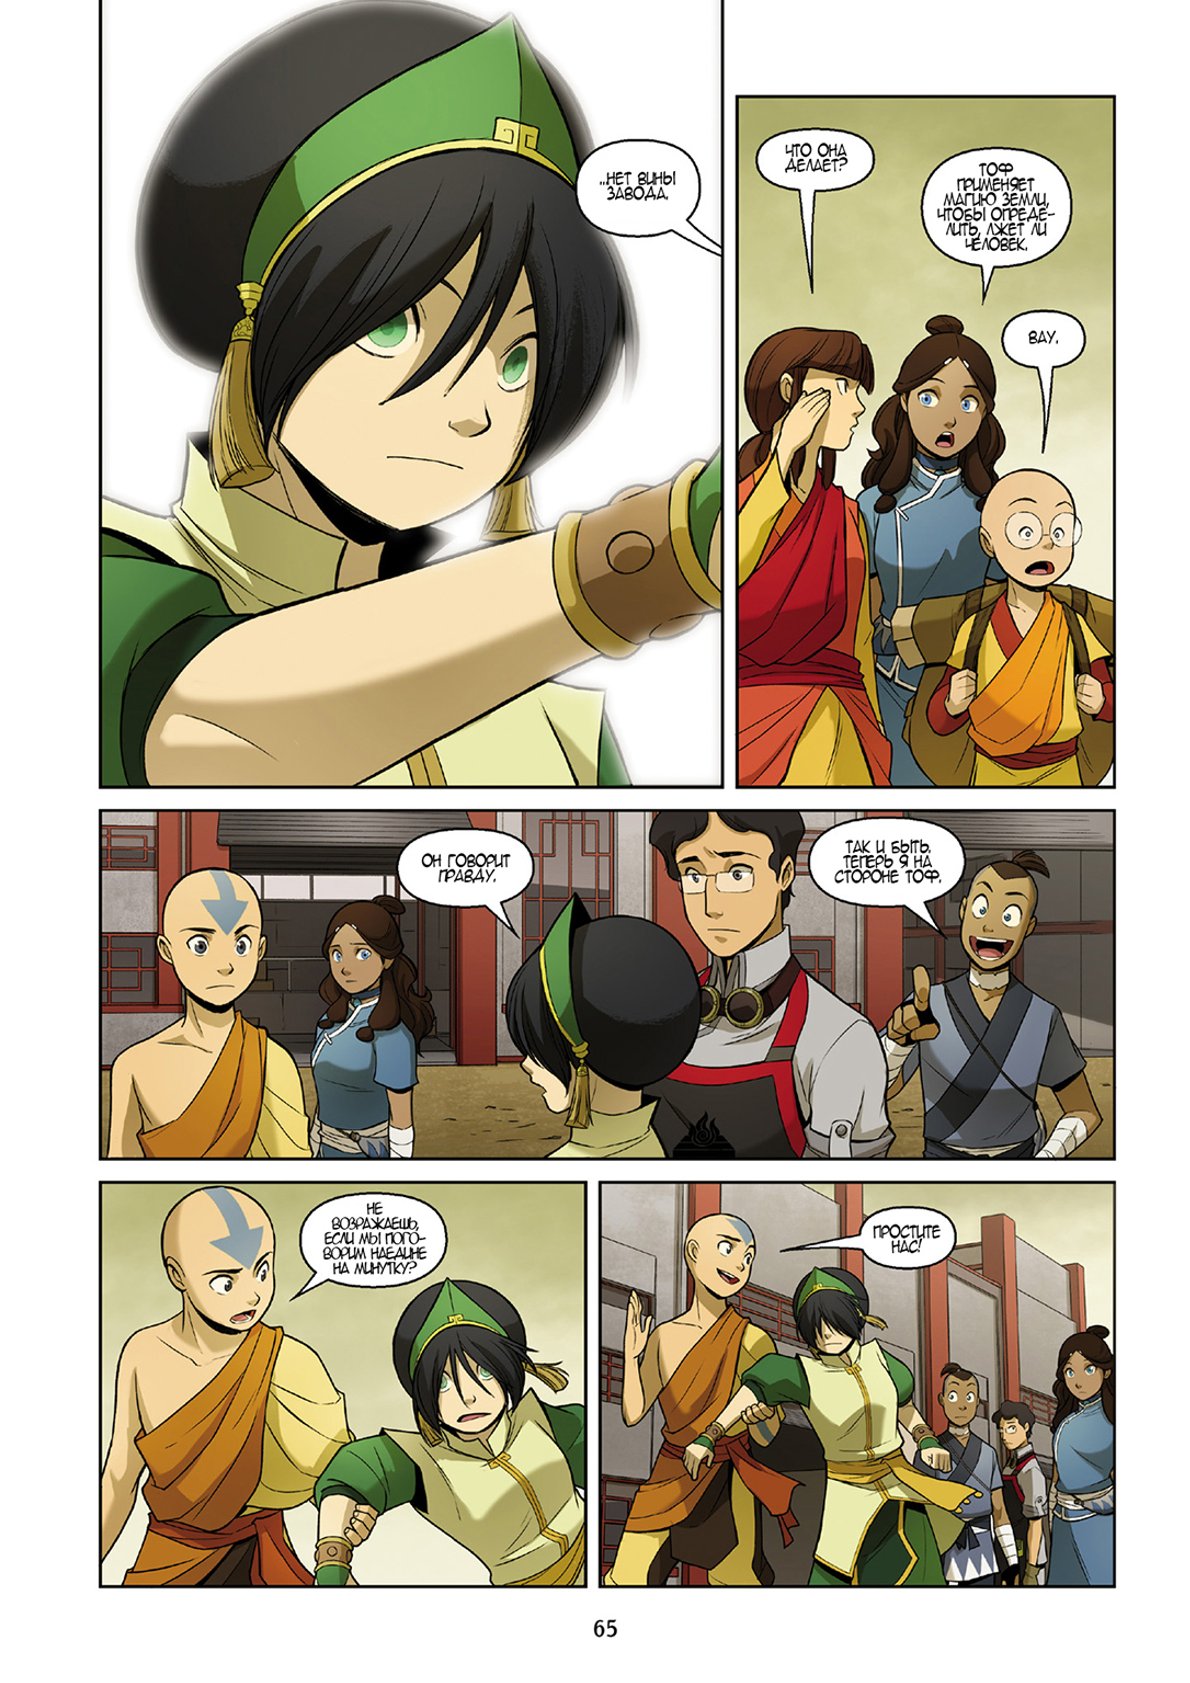 ...НЕТ ВИНЫ
ЗАВОДА.
ЧТО ОНА
ДЕЛАЕТ?
ТОФ
ПРИМЕНЯЕТ
МАГИЮ ЗЕМЛИ,
ЧТОБЫ ОПРЕДЕ-
ЛИТЬ, ЛЖЕТ ЛИ
ЧЕЛОВЕК.
ВАУ.
ОН ГОВОРИТ
ПРАВДУ.
ТАК И БЫТЬ.
ТЕПЕРЬ Я НА
СТОРОНЕ ТОФ.
НЕ
ВОЗРАЖАЕШЬ,
ЕСЛИ МЫ ПОГО-
ВОРИМ НАЕДИНЕ
НА МИНУТКУ?
ПРОСТИТЕ
НАС!
65